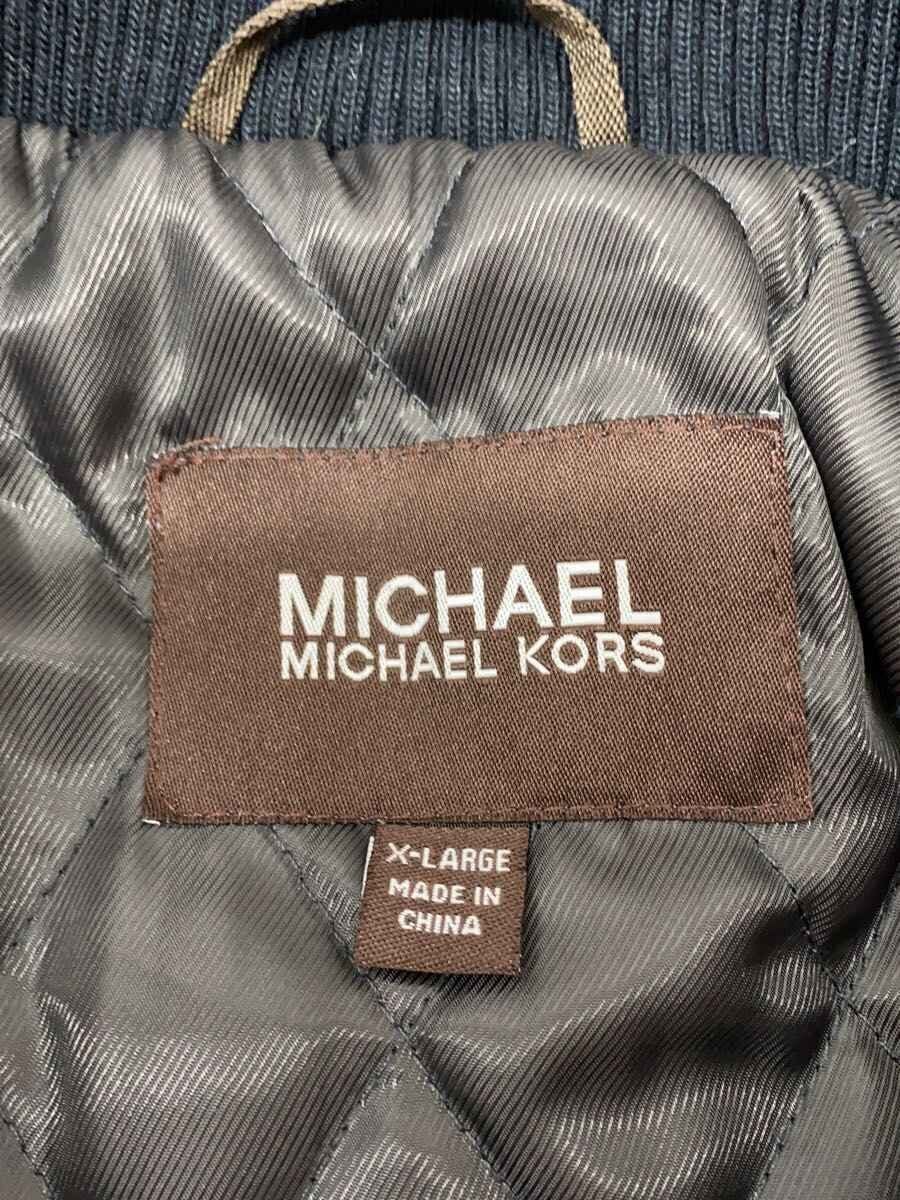 MICHAEL
MICHAEL KORS
X-LARGE
MADE IN
CHINA